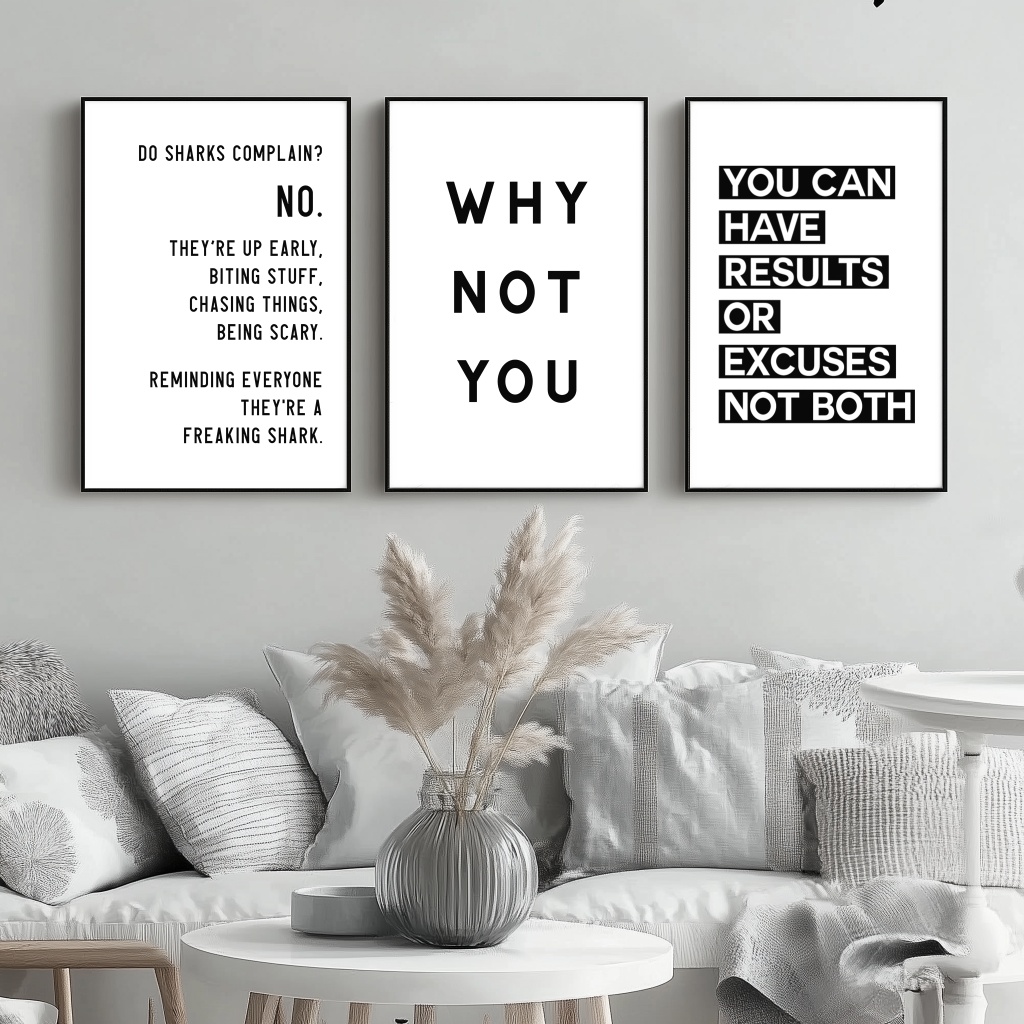 DO SHARKS COMPLAIN?
NO.
THEY'RE UP EARLY,
BITING STUFF,
CHASING THINGS,
BEING SCARY.
REMINDING EVERYONE
THEY'RE A
FREAKING SHARK.
WHY
NOT
YOU
YOU CAN
HAVE
RESULTS
OR
EXCUSES
NOT BOTH